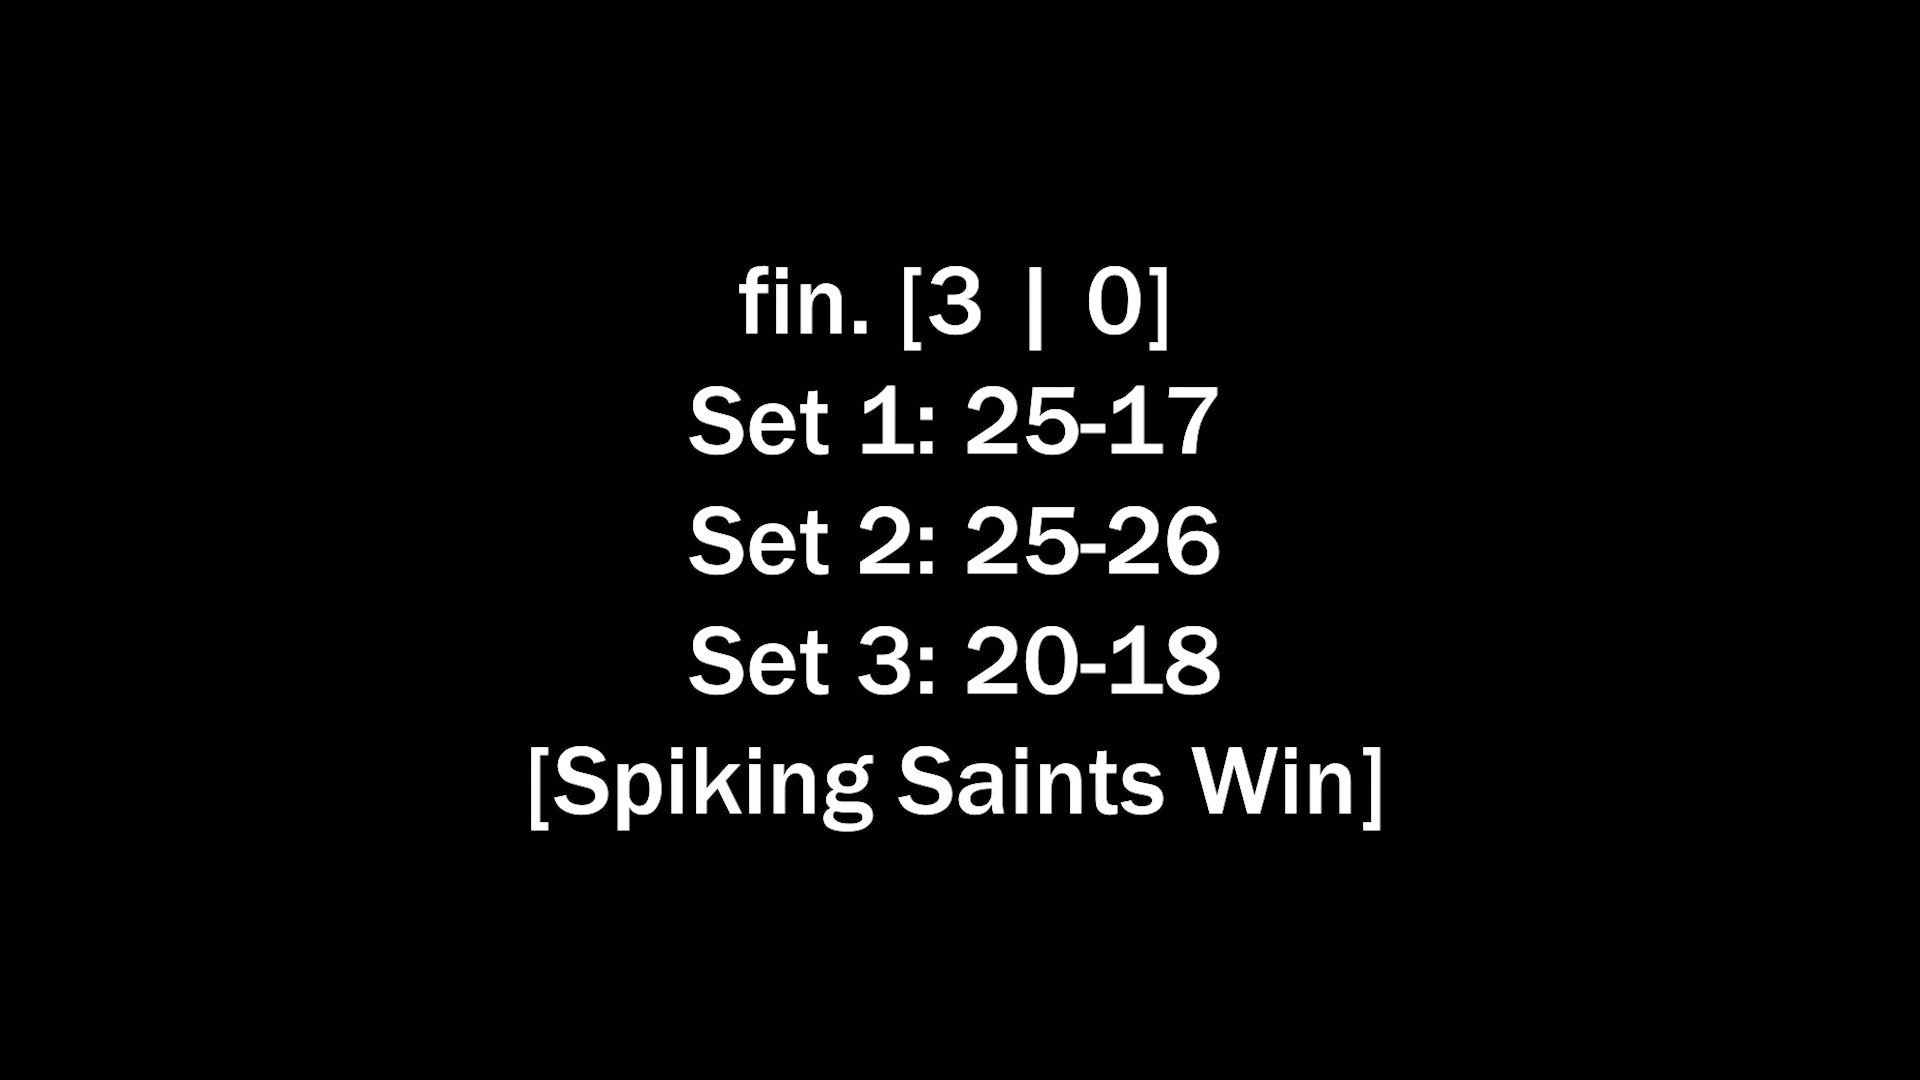 fin. [3 | 0]
Set 1: 25-17
Set 2: 25-26
Set 3: 20-18
[Spiking Saints Win]